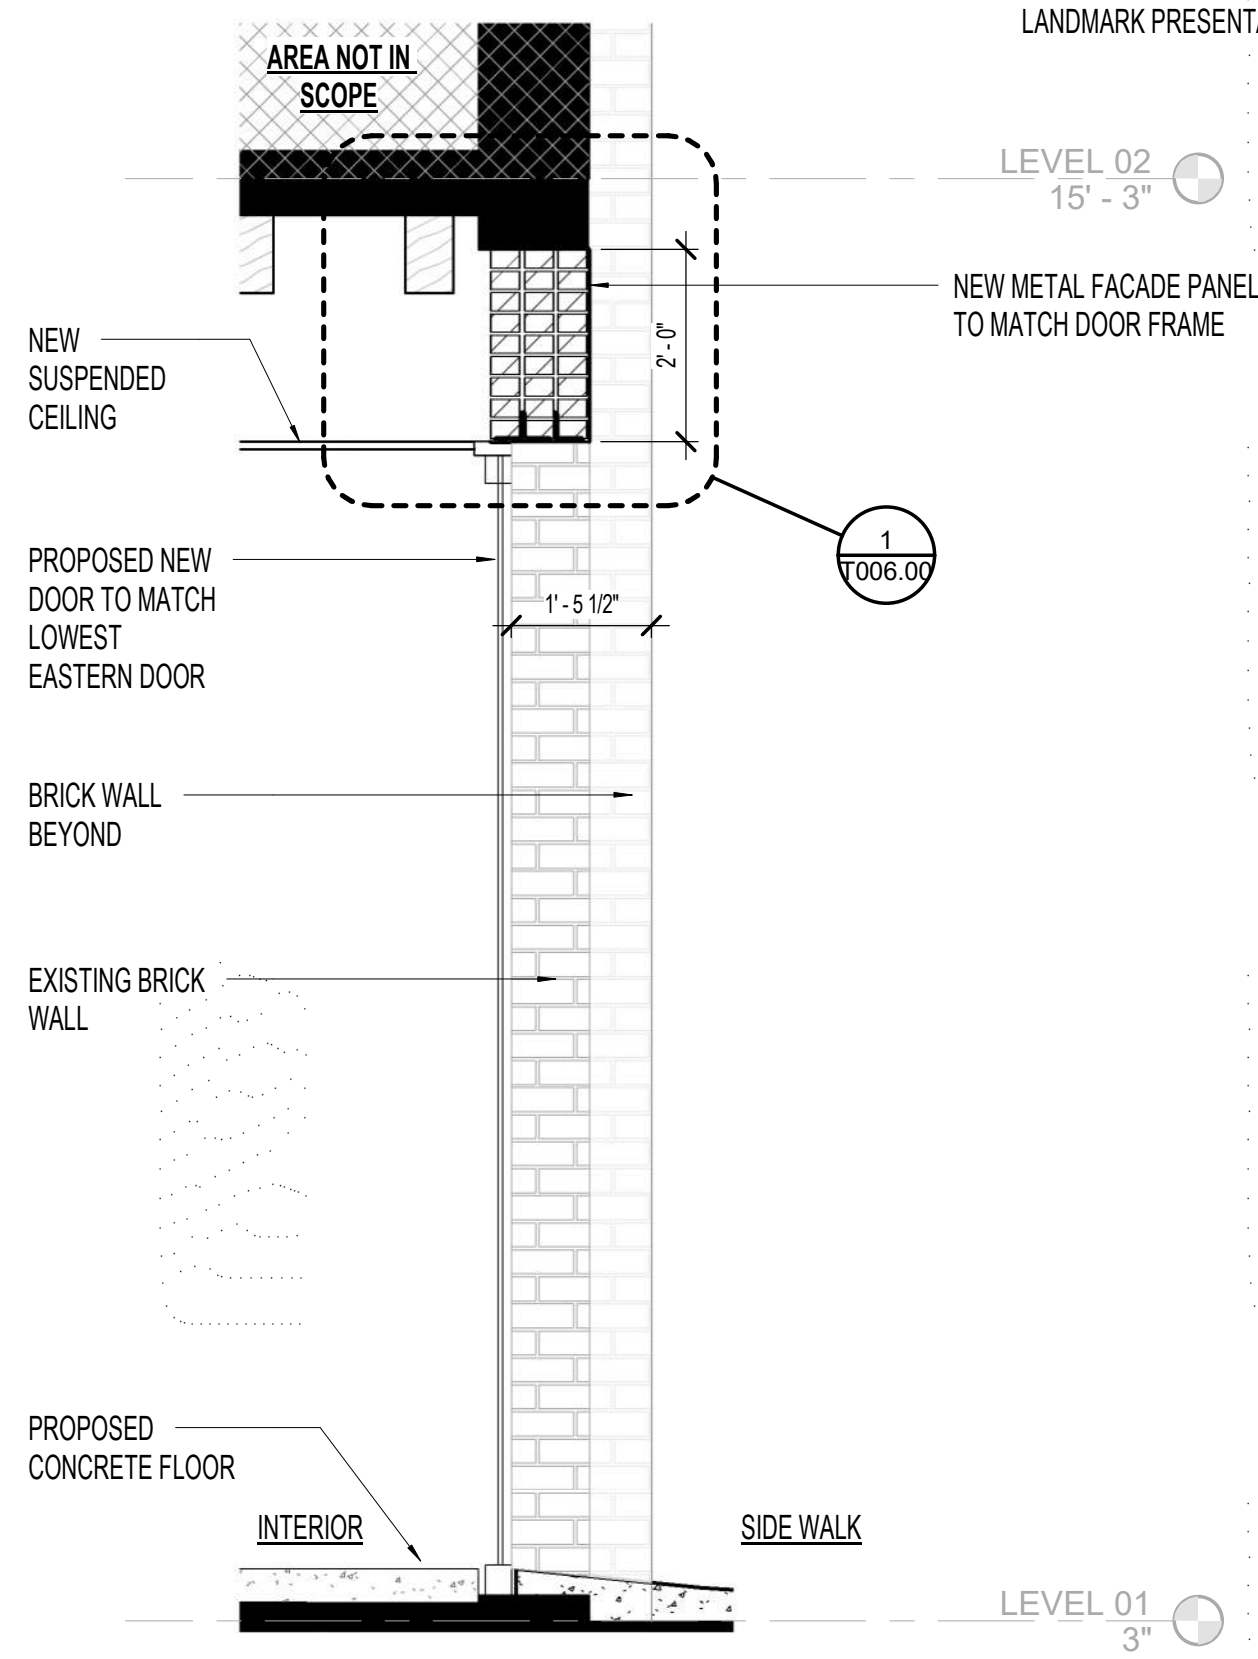 LANDMARK PRESENT
AREA NOT IN
SCOPE
LEVEL 02
15' - 3"
NEW METAL FACADE PANEL
TO MATCH DOOR FRAME
2' - 0"
NEW
SUSPENDED
CEILING
1
T006.00
PROPOSED NEW
DOOR TO MATCH
LOWEST
EASTERN DOOR
1' - 5 1/2"
BRICK WALL
BEYOND
EXISTING BRICK
WALL
PROPOSED
CONCRETE FLOOR
INTERIOR
SIDE WALK
LEVEL 01
3"